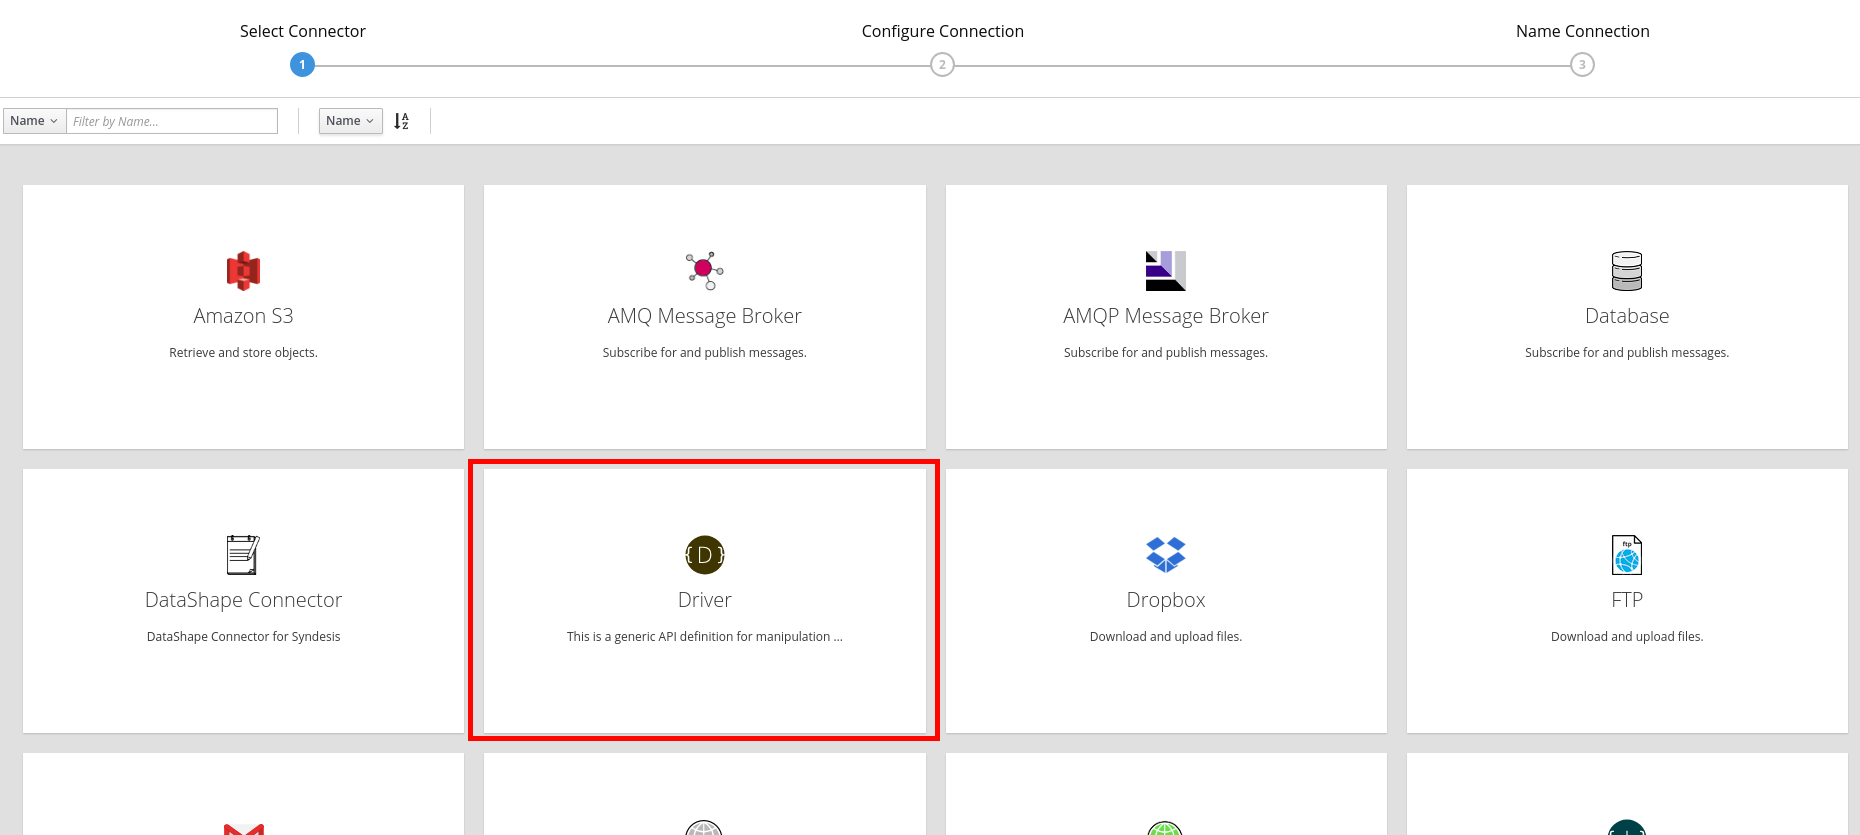 Select Connector
Configure Connection
Name Connection
1
2
3
Name
Filter by Name...
Name
A
Z
Amazon S3
Retrieve and store objects.
AMQ Message Broker
Subscribe for and publish messages.
AMQP Message Broker
Subscribe for and publish messages.
Database
Subscribe for and publish messages.
DataShape Connector
DataShape Connector for Syndesis
{ D }
Driver
This is a generic API definition for manipulation ...
Dropbox
Download and upload files.
ftp
FTP
Download and upload files.